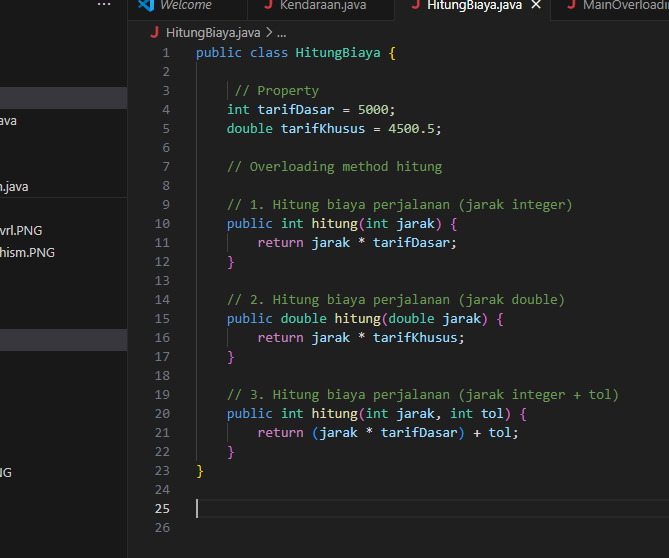 ... Welcome J Kendaraan.java J HitungBiaya.java × J MainOverloadi
J HitungBiaya.java > ...
1 public class HitungBiaya {
2
3 // Property
4 int tarifDasar = 5000;
5 double tarifKhusus = 4500.5;
6
7 // Overloading method hitung
8
9 // 1. Hitung biaya perjalanan (jarak integer)
10 public int hitung(int jarak) {
11 return jarak * tarifDasar;
12 }
13
14 // 2. Hitung biaya perjalanan (jarak double)
15 public double hitung(double jarak) {
16 return jarak * tarifKhusus;
17 }
18
19 // 3. Hitung biaya perjalanan (jarak integer + tol)
20 public int hitung(int jarak, int tol) {
21 return (jarak * tarifDasar) + tol;
22 }
23 }
24
25
26
ava
n.java
vrl.PNG
hism.PNG
NG